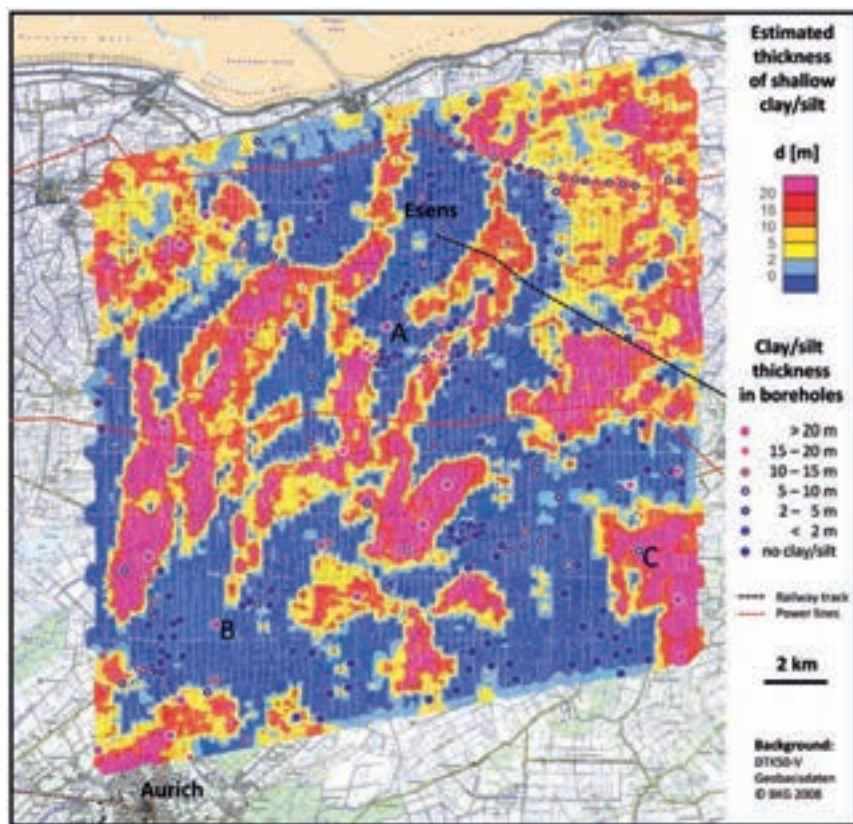 Estimated
thickness
of shallow
clay/silt
d [m]
20
15
10
5
2
0
Clay/silt
thickness
in boreholes
> 20 m
15 – 20 m
10 – 15 m
5 – 10 m
2 – 5 m
< 2 m
no clay/silt
Railway track
Power lines
2 km
Background:
DTK50-V
Geobasisdaten
© BKG 2008
Esens
A
B
C
Aurich